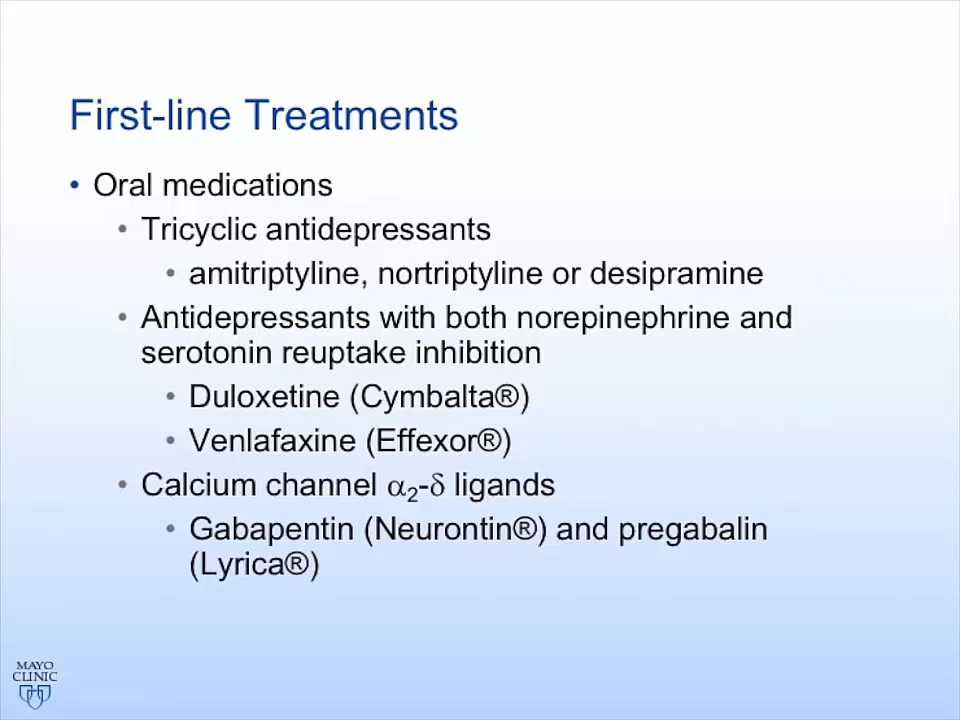 First-line Treatments
• Oral medications
• Tricyclic antidepressants
• amitriptyline, nortriptyline or desipramine
• Antidepressants with both norepinephrine and
serotonin reuptake inhibition
• Duloxetine (Cymbalta®)
• Venlafaxine (Effexor®)
• Calcium channel α₂-δ ligands
• Gabapentin (Neurontin®) and pregabalin
(Lyrica®)
MAYO
CLINIC